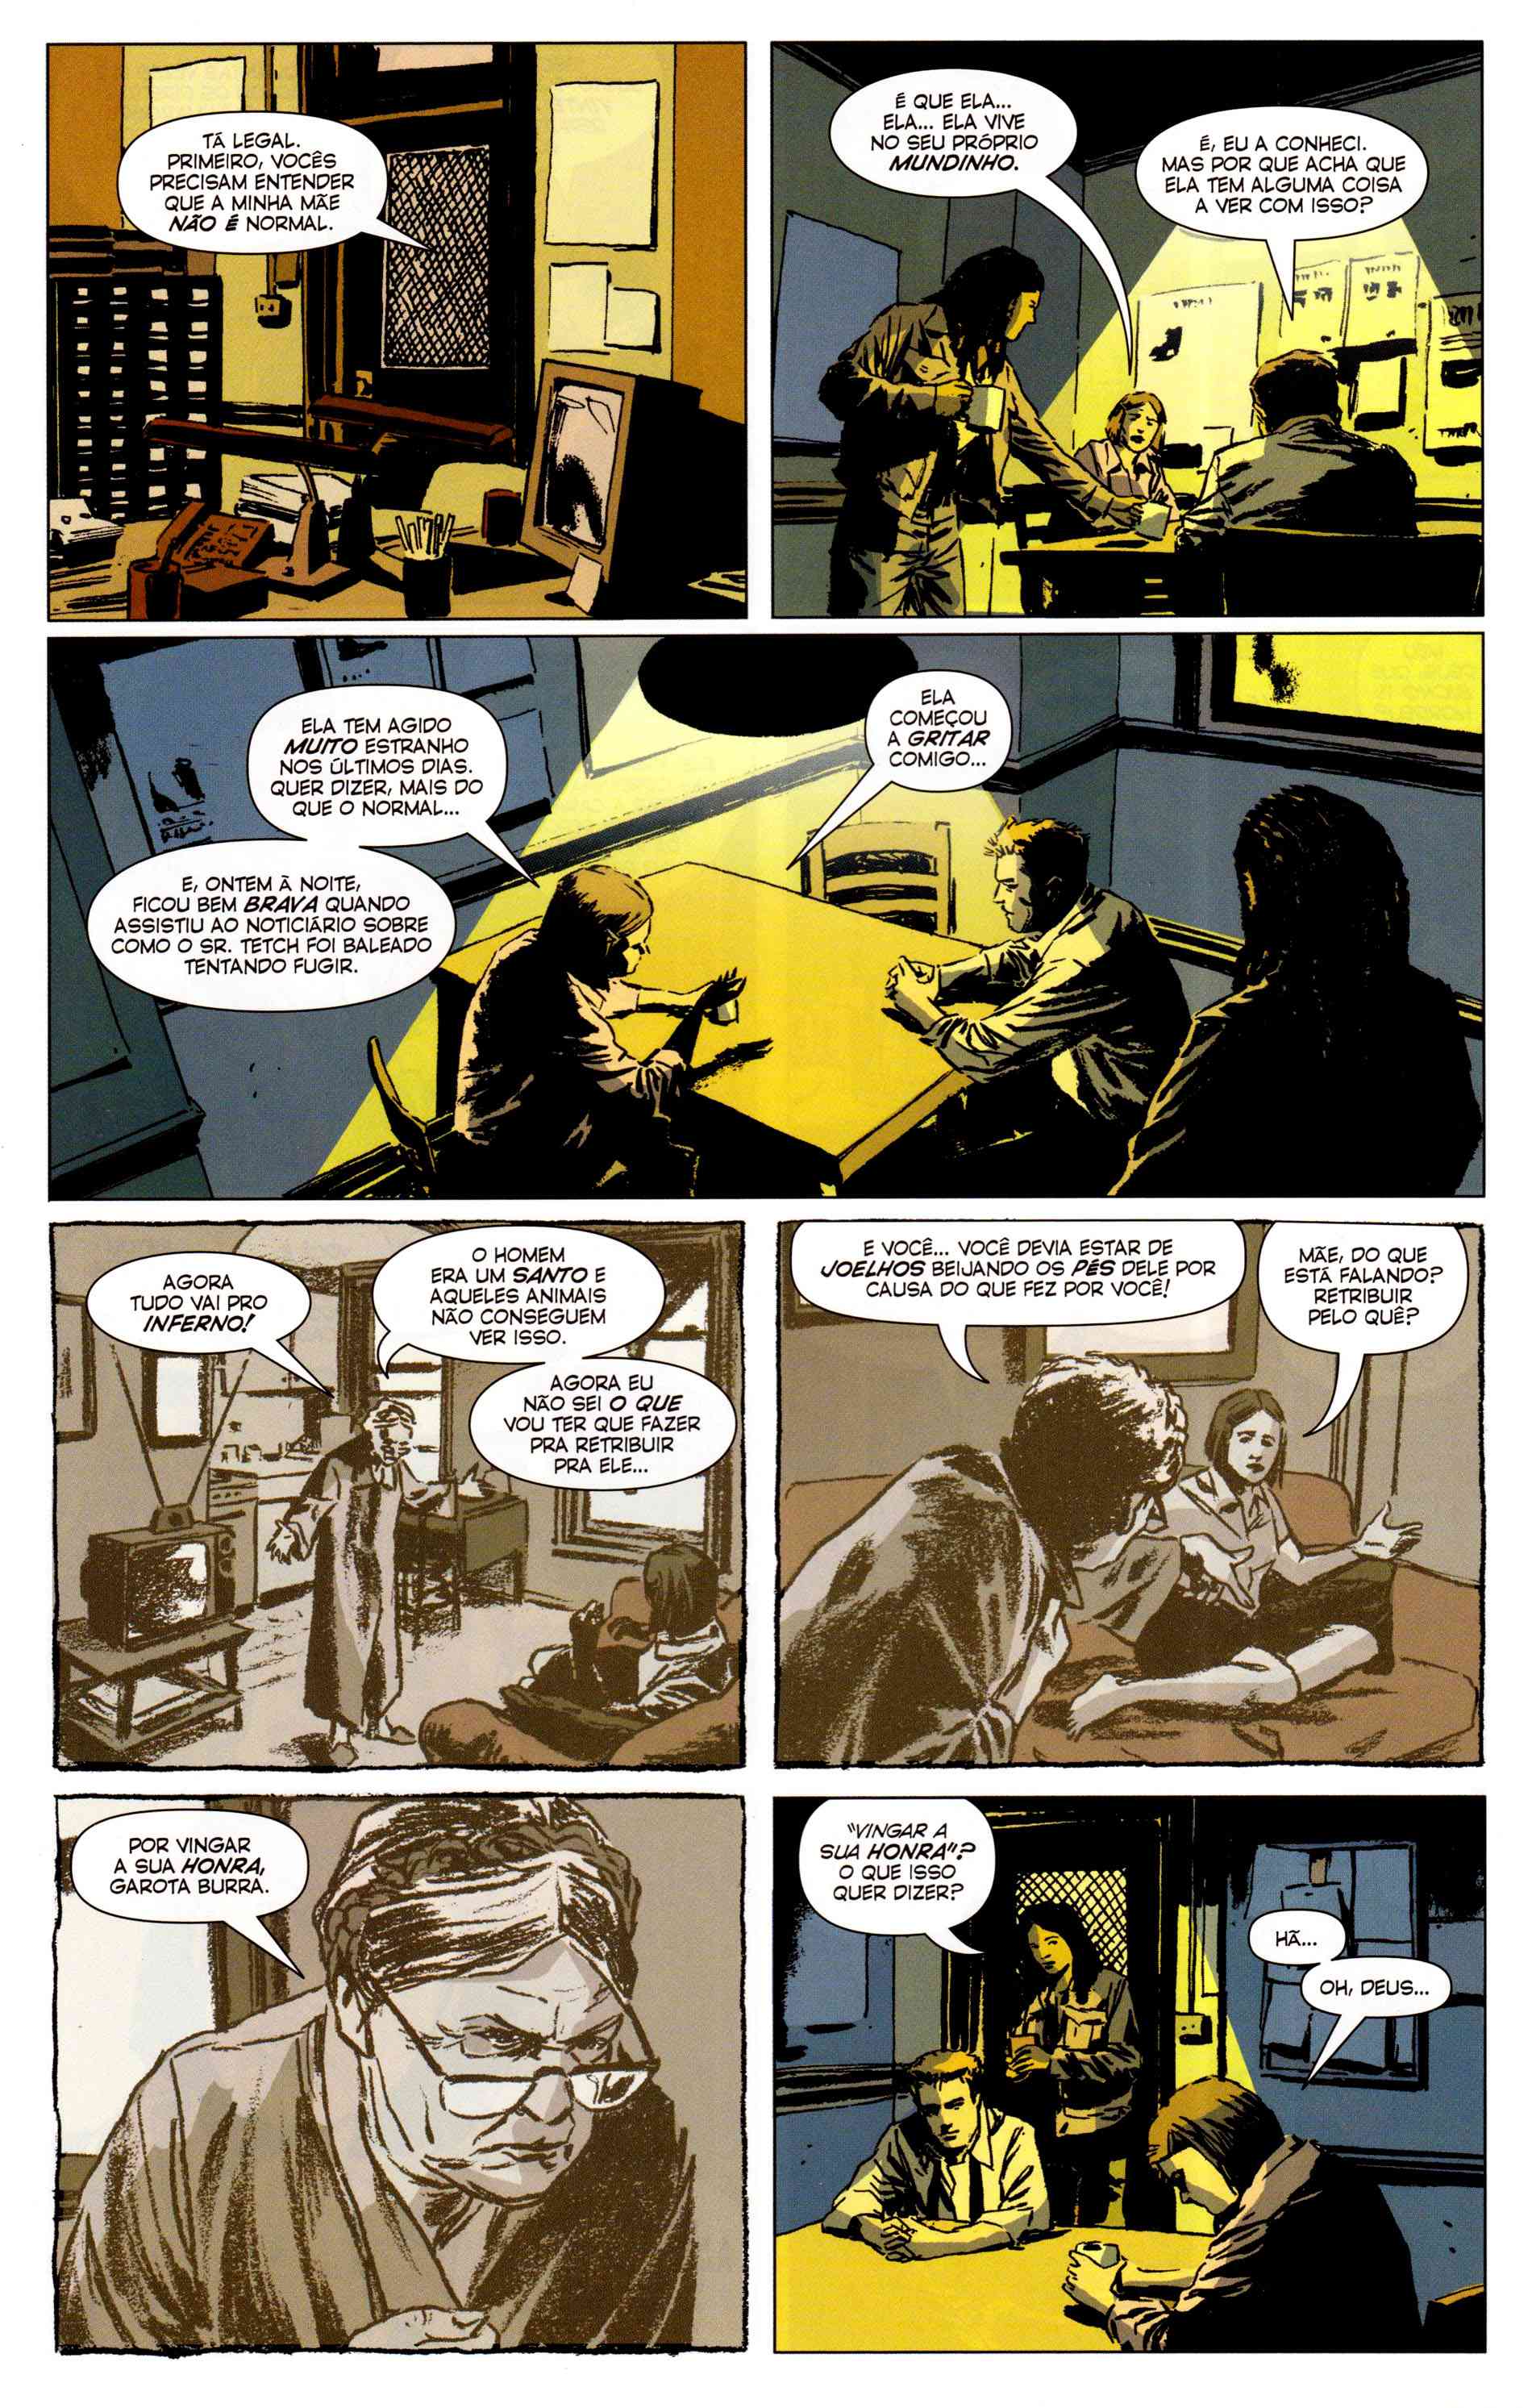 TÁ LEGAL.
PRIMEIRO, VOCÊS
PRECISAM ENTENDER
QUE A MINHA MÃE
NÃO É NORMAL.
É QUE ELA...
ELA... ELA VIVE
NO SEU PRÓPRIO
MUNDINHO.
É, EU A CONHECI.
MAS POR QUE ACHA QUE
ELA TEM ALGUMA COISA
A VER COM ISSO?
ELA TEM AGIDO
MUITO ESTRANHO
NOS ÚLTIMOS DIAS.
QUER DIZER, MAIS DO
QUE O NORMAL...
E, ONTEM À NOITE,
FICOU BEM BRAVA QUANDO
ASSISTIU AO NOTICIÁRIO SOBRE
COMO O SR. TETCH FOI BALEADO
TENTANDO FUGIR.
ELA
COMEÇOU
A GRITAR
COMIGO...
AGORA
TUDO VAI PRO
INFERNO!
O HOMEM
ERA UM SANTO E
AQUELES ANIMAIS
NÃO CONSEGUEM
VER ISSO.
AGORA EU
NÃO SEI O QUE
VOU TER QUE FAZER
PRA RETRIBUIR
PRA ELE...
E VOCÊ... VOCÊ DEVIA ESTAR DE
JOELHOS BEIJANDO OS PÉS DELE POR
CAUSA DO QUE FEZ POR VOCÊ!
MÃE, DO QUE
ESTÁ FALANDO?
RETRIBUIR
PELO QUÊ?
POR VINGAR
A SUA HONRA,
GAROTA BURRA.
"VINGAR A
SUA HONRA"?
O QUE ISSO
QUER DIZER?
HÃ...
OH, DEUS...